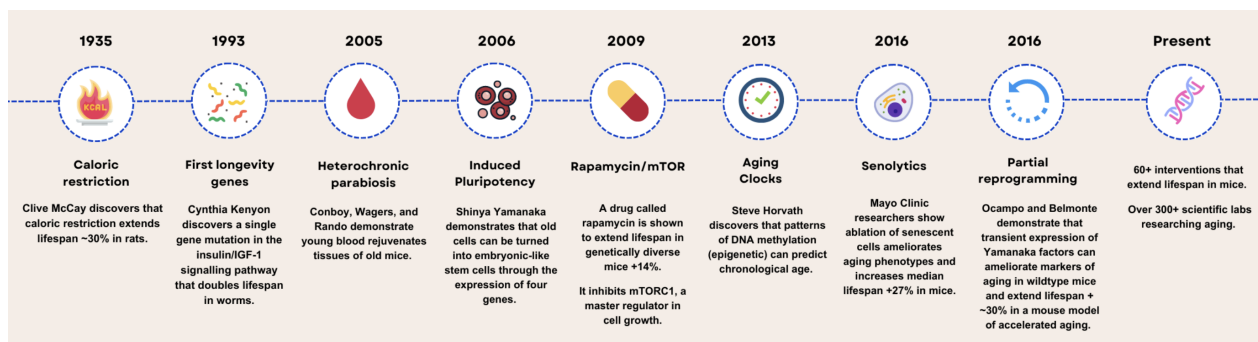 1935
KCAL
Caloric
restriction
Clive McCay discovers that
caloric restriction extends
lifespan ~30% in rats.
1993
First longevity
genes
Cynthia Kenyon
discovers a single
gene mutation in the
insulin/IGF-1
signalling pathway
that doubles lifespan
in worms.
2005
Heterochronic
parabiosis
Conboy, Wagers, and
Rando demonstrate
young blood rejuvenates
tissues of old mice.
2006
Induced
Pluripotency
Shinya Yamanaka
demonstrates that old
cells can be turned
into embryonic-like
stem cells through the
expression of four
genes.
2009
Rapamycin/mTOR
A drug called
rapamycin is shown
to extend lifespan in
genetically diverse
mice +14%.
It inhibits mTORC1, a
master regulator in
cell growth.
2013
Aging
Clocks
Steve Horvath
discovers that patterns
of DNA methylation
(epigenetic) can predict
chronological age.
2016
Senolytics
Mayo Clinic
researchers show
ablation of senescent
cells ameliorates
aging phenotypes and
increases median
lifespan +27% in mice.
2016
Partial
reprogramming
Ocampo and Belmonte
demonstrate that
transient expression of
Yamanaka factors can
ameliorate markers of
aging in wildtype mice
and extend lifespan +
~30% in a mouse model
of accelerated aging.
Present
60+ interventions that
extend lifespan in mice.
Over 300+ scientific labs
researching aging.